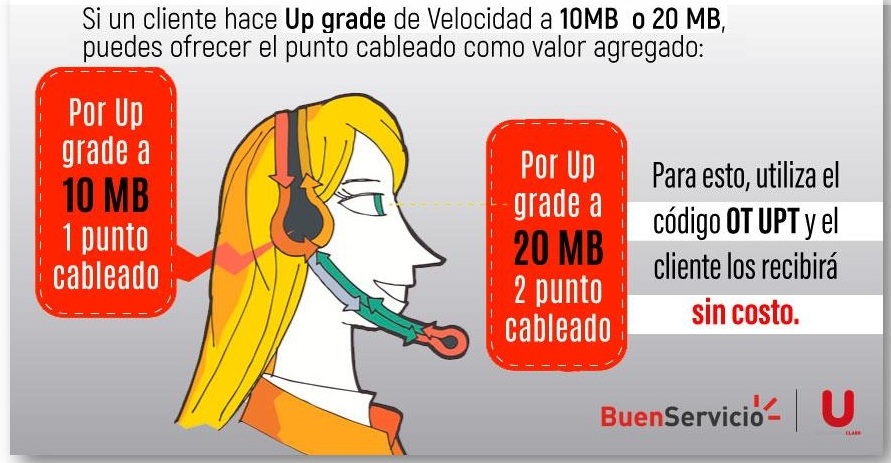 Si un cliente hace Up grade de Velocidad a 10MB o 20 MB,
puedes ofrecer el punto cableado como valor agregado:
Por Up
grade a
10 MB
1 punto
cableado
Por Up
grade a
20 MB
2 punto
cableado
Para esto, utiliza el
código OT UPT y el
cliente los recibirá
sin costo.
BuenServicio
U
CLARO